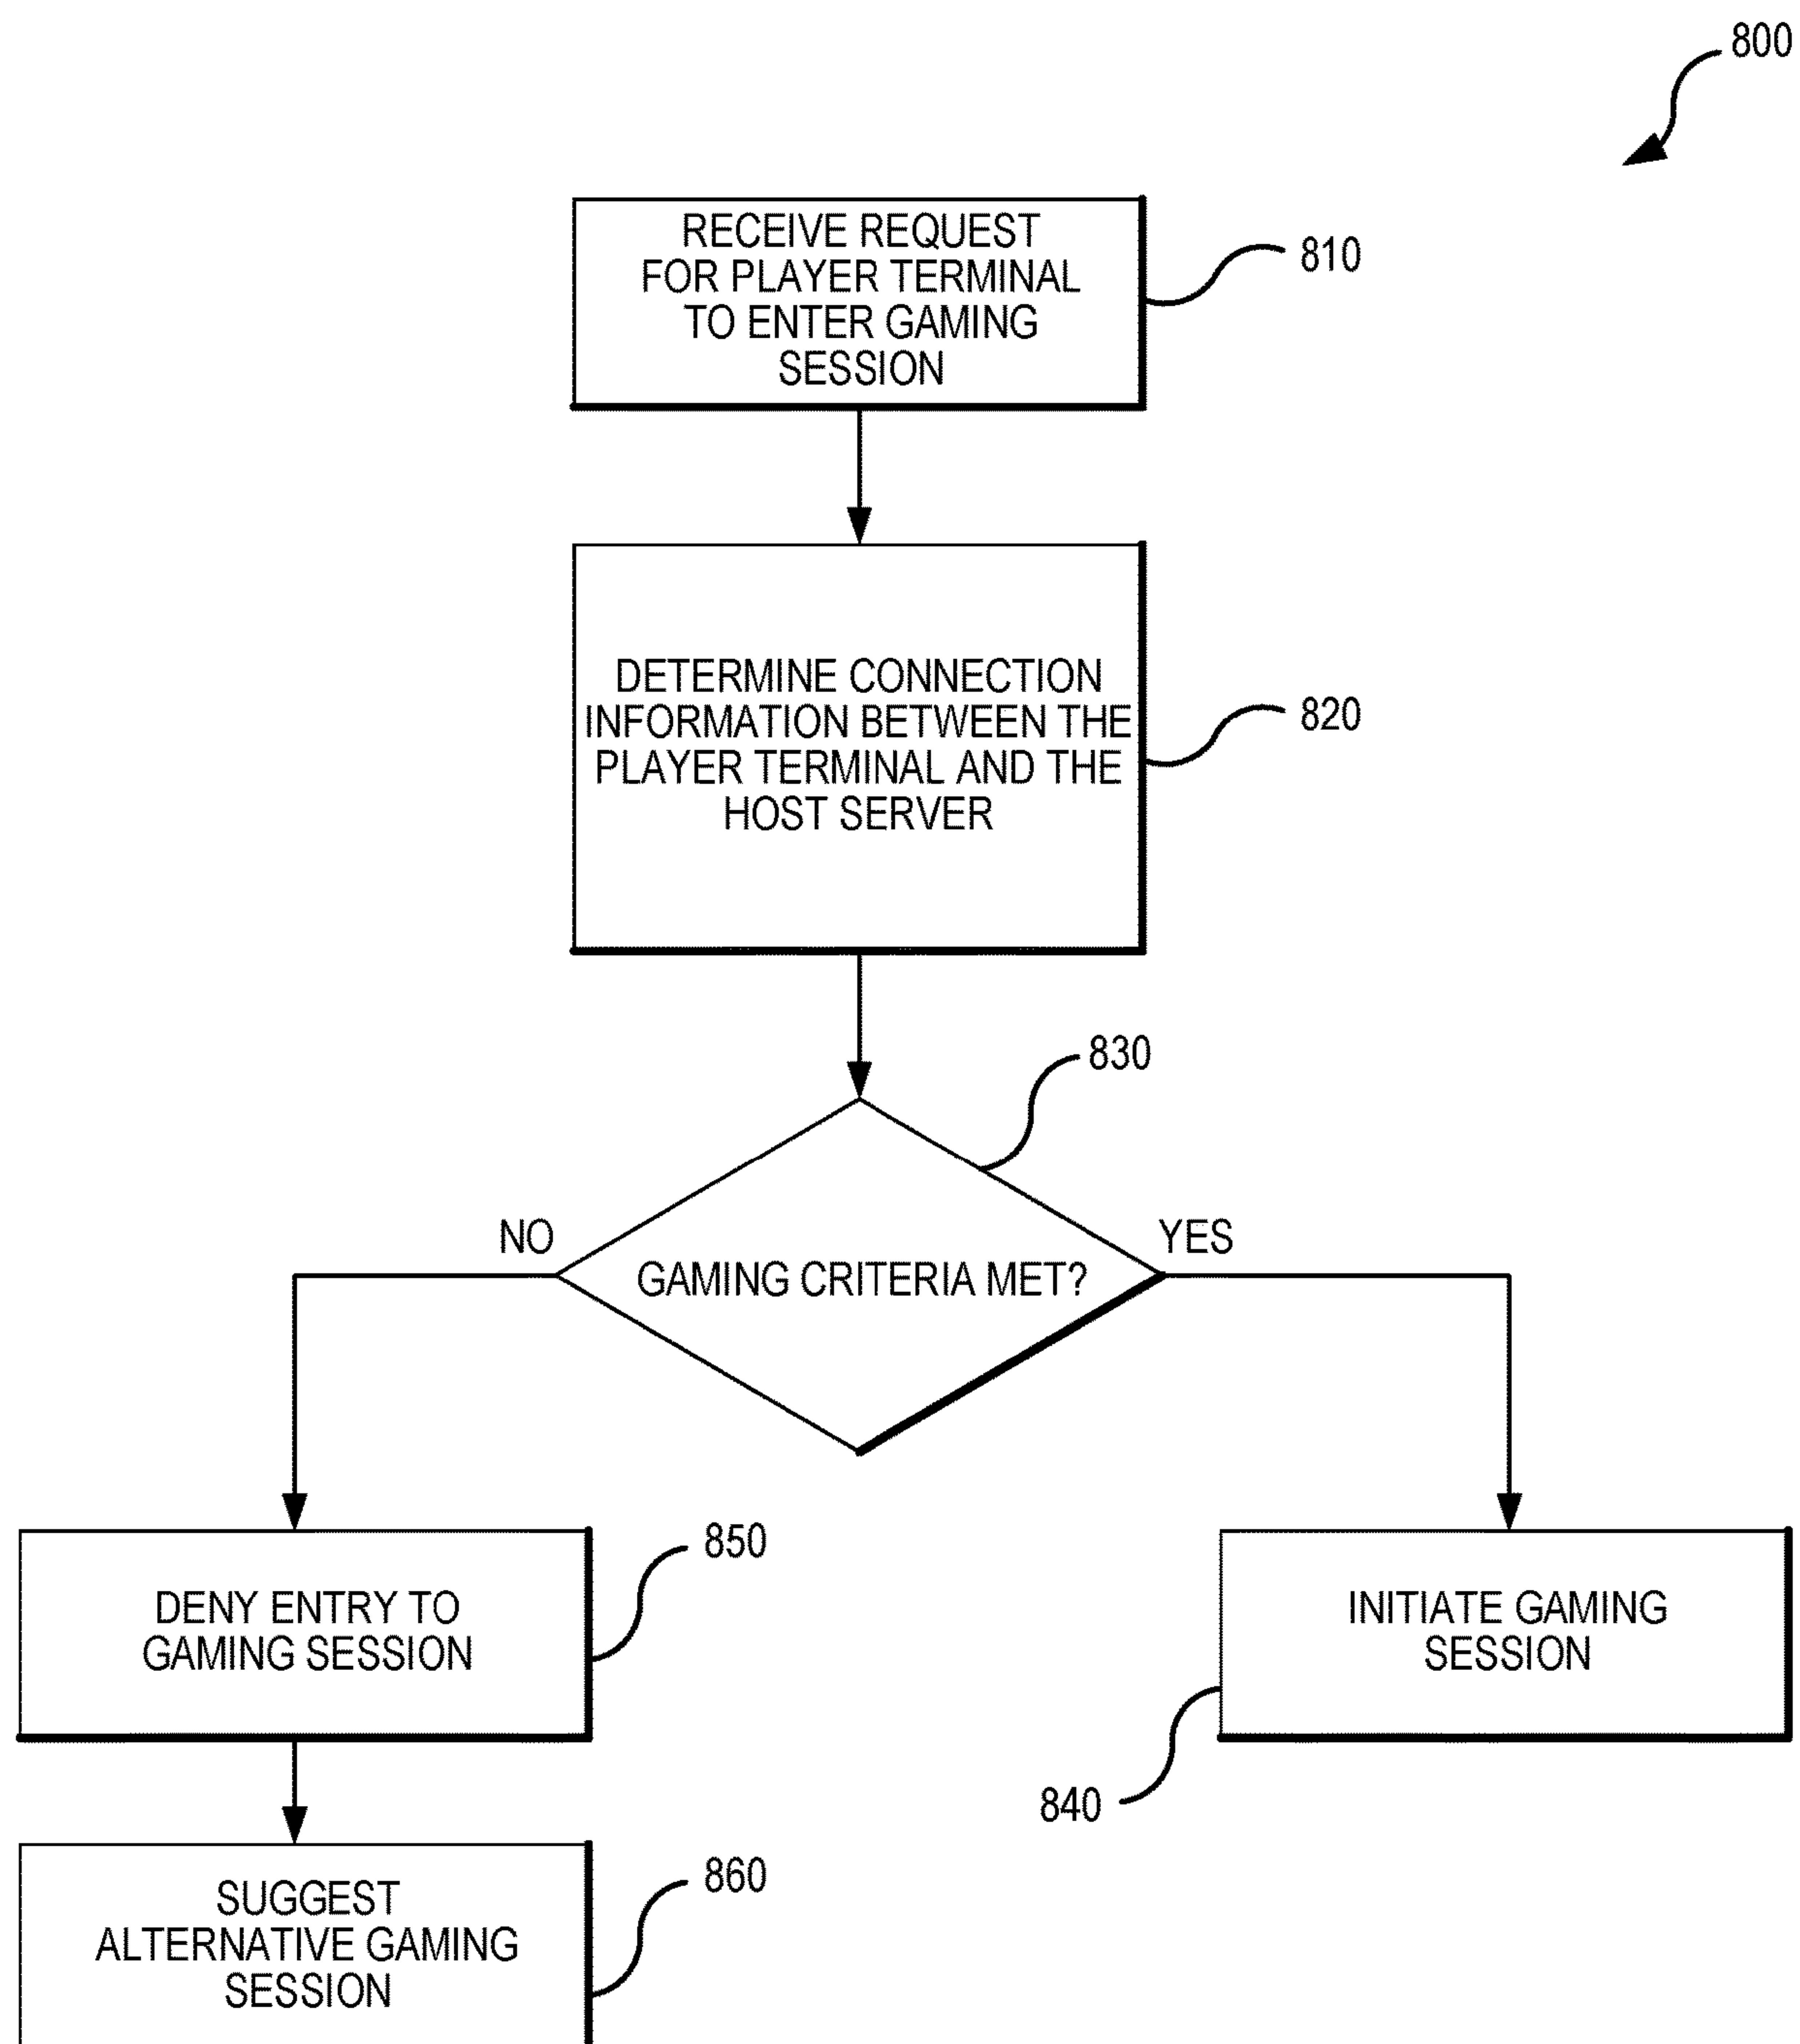 800
RECEIVE REQUEST
FOR PLAYER TERMINAL
TO ENTER GAMING
SESSION
810
DETERMINE CONNECTION
INFORMATION BETWEEN THE
PLAYER TERMINAL AND THE
HOST SERVER
820
830
NO
YES
GAMING CRITERIA MET?
DENY ENTRY TO
GAMING SESSION
850
INITIATE GAMING
SESSION
840
SUGGEST
ALTERNATIVE GAMING
SESSION
860